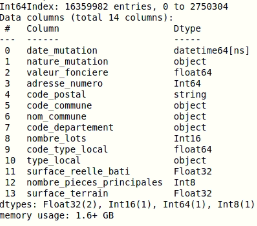 Int64Index: 16359982 entries, 0 to 2750304
Data columns (total 14 columns):
 #   Column                     Dtype
---  ------                     -----
 0   date_mutation              datetime64[ns]
 1   nature_mutation            object
 2   valeur_fonciere            float64
 3   adresse_numero             Int64
 4   code_postal                string
 5   code_commune               object
 6   nom_commune                object
 7   code_departement           object
 8   nombre_lots                Int16
 9   code_type_local            float64
 10  type_local                 object
 11  surface_reelle_bati        Float32
 12  nombre_pieces_principales  Int8
 13  surface_terrain            Float32
dtypes: Float32(2), Int16(1), Int64(1), Int8(1)
memory usage: 1.6+ GB